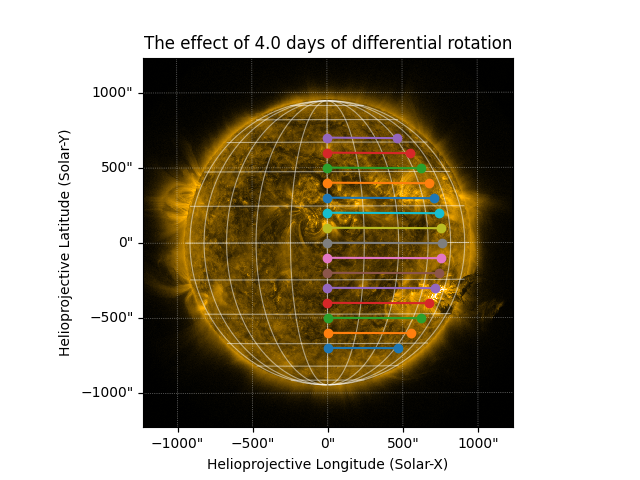 The effect of 4.0 days of differential rotation
1000"
500"
0"
−500"
−1000"
Helioprojective Latitude (Solar-Y)
−1000" −500" 0" 500" 1000"
Helioprojective Longitude (Solar-X)